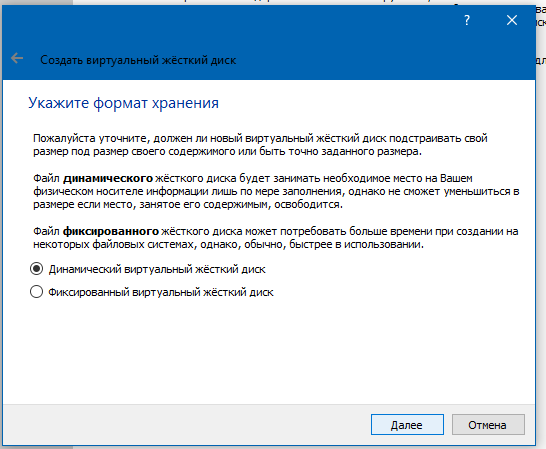 ?
Создать виртуальный жёсткий диск
Укажите формат хранения
Пожалуйста уточните, должен ли новый виртуальный жёсткий диск подстраивать свой
размер под размер своего содержимого или быть точно заданного размера.
Файл динамического жёсткого диска будет занимать необходимое место на Вашем
физическом носителе информации лишь по мере заполнения, однако не сможет уменьшиться в
размере если место, занятое его содержимым, освободится.
Файл фиксированного жёсткого диска может потребовать больше времени при создании на
некоторых файловых системах, однако, обычно, быстрее в использовании.
Динамический виртуальный жёсткий диск
Фиксированный виртуальный жёсткий диск
Далее
Отмена